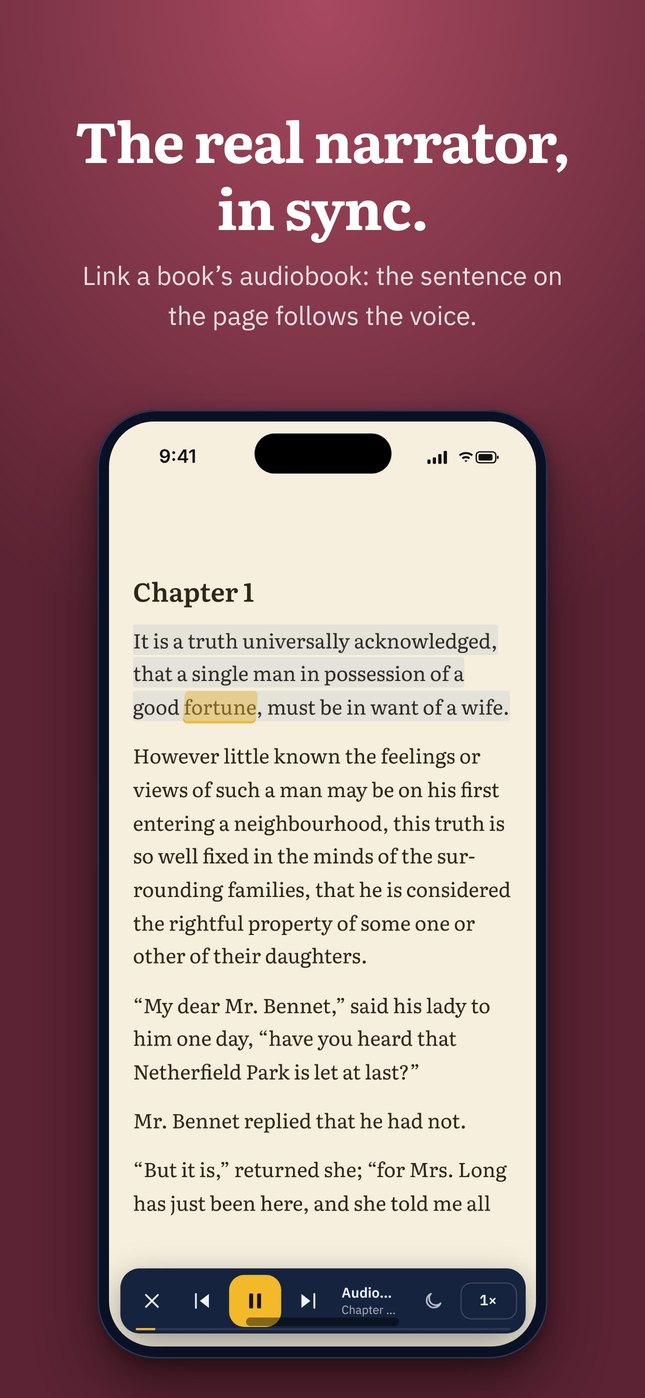 The real narrator,
in sync.
Link a book’s audiobook: the sentence on
the page follows the voice.
9:41
Chapter 1
It is a truth universally acknowledged,
that a single man in possession of a
good fortune, must be in want of a wife.
However little known the feelings or
views of such a man may be on his first
entering a neighbourhood, this truth is
so well fixed in the minds of the sur-
rounding families, that he is considered
the rightful property of some one or
other of their daughters.
“My dear Mr. Bennet,” said his lady to
him one day, “have you heard that
Netherfield Park is let at last?”
Mr. Bennet replied that he had not.
“But it is,” returned she; “for Mrs. Long
has just been here, and she told me all
Audio...
Chapter ...
1×